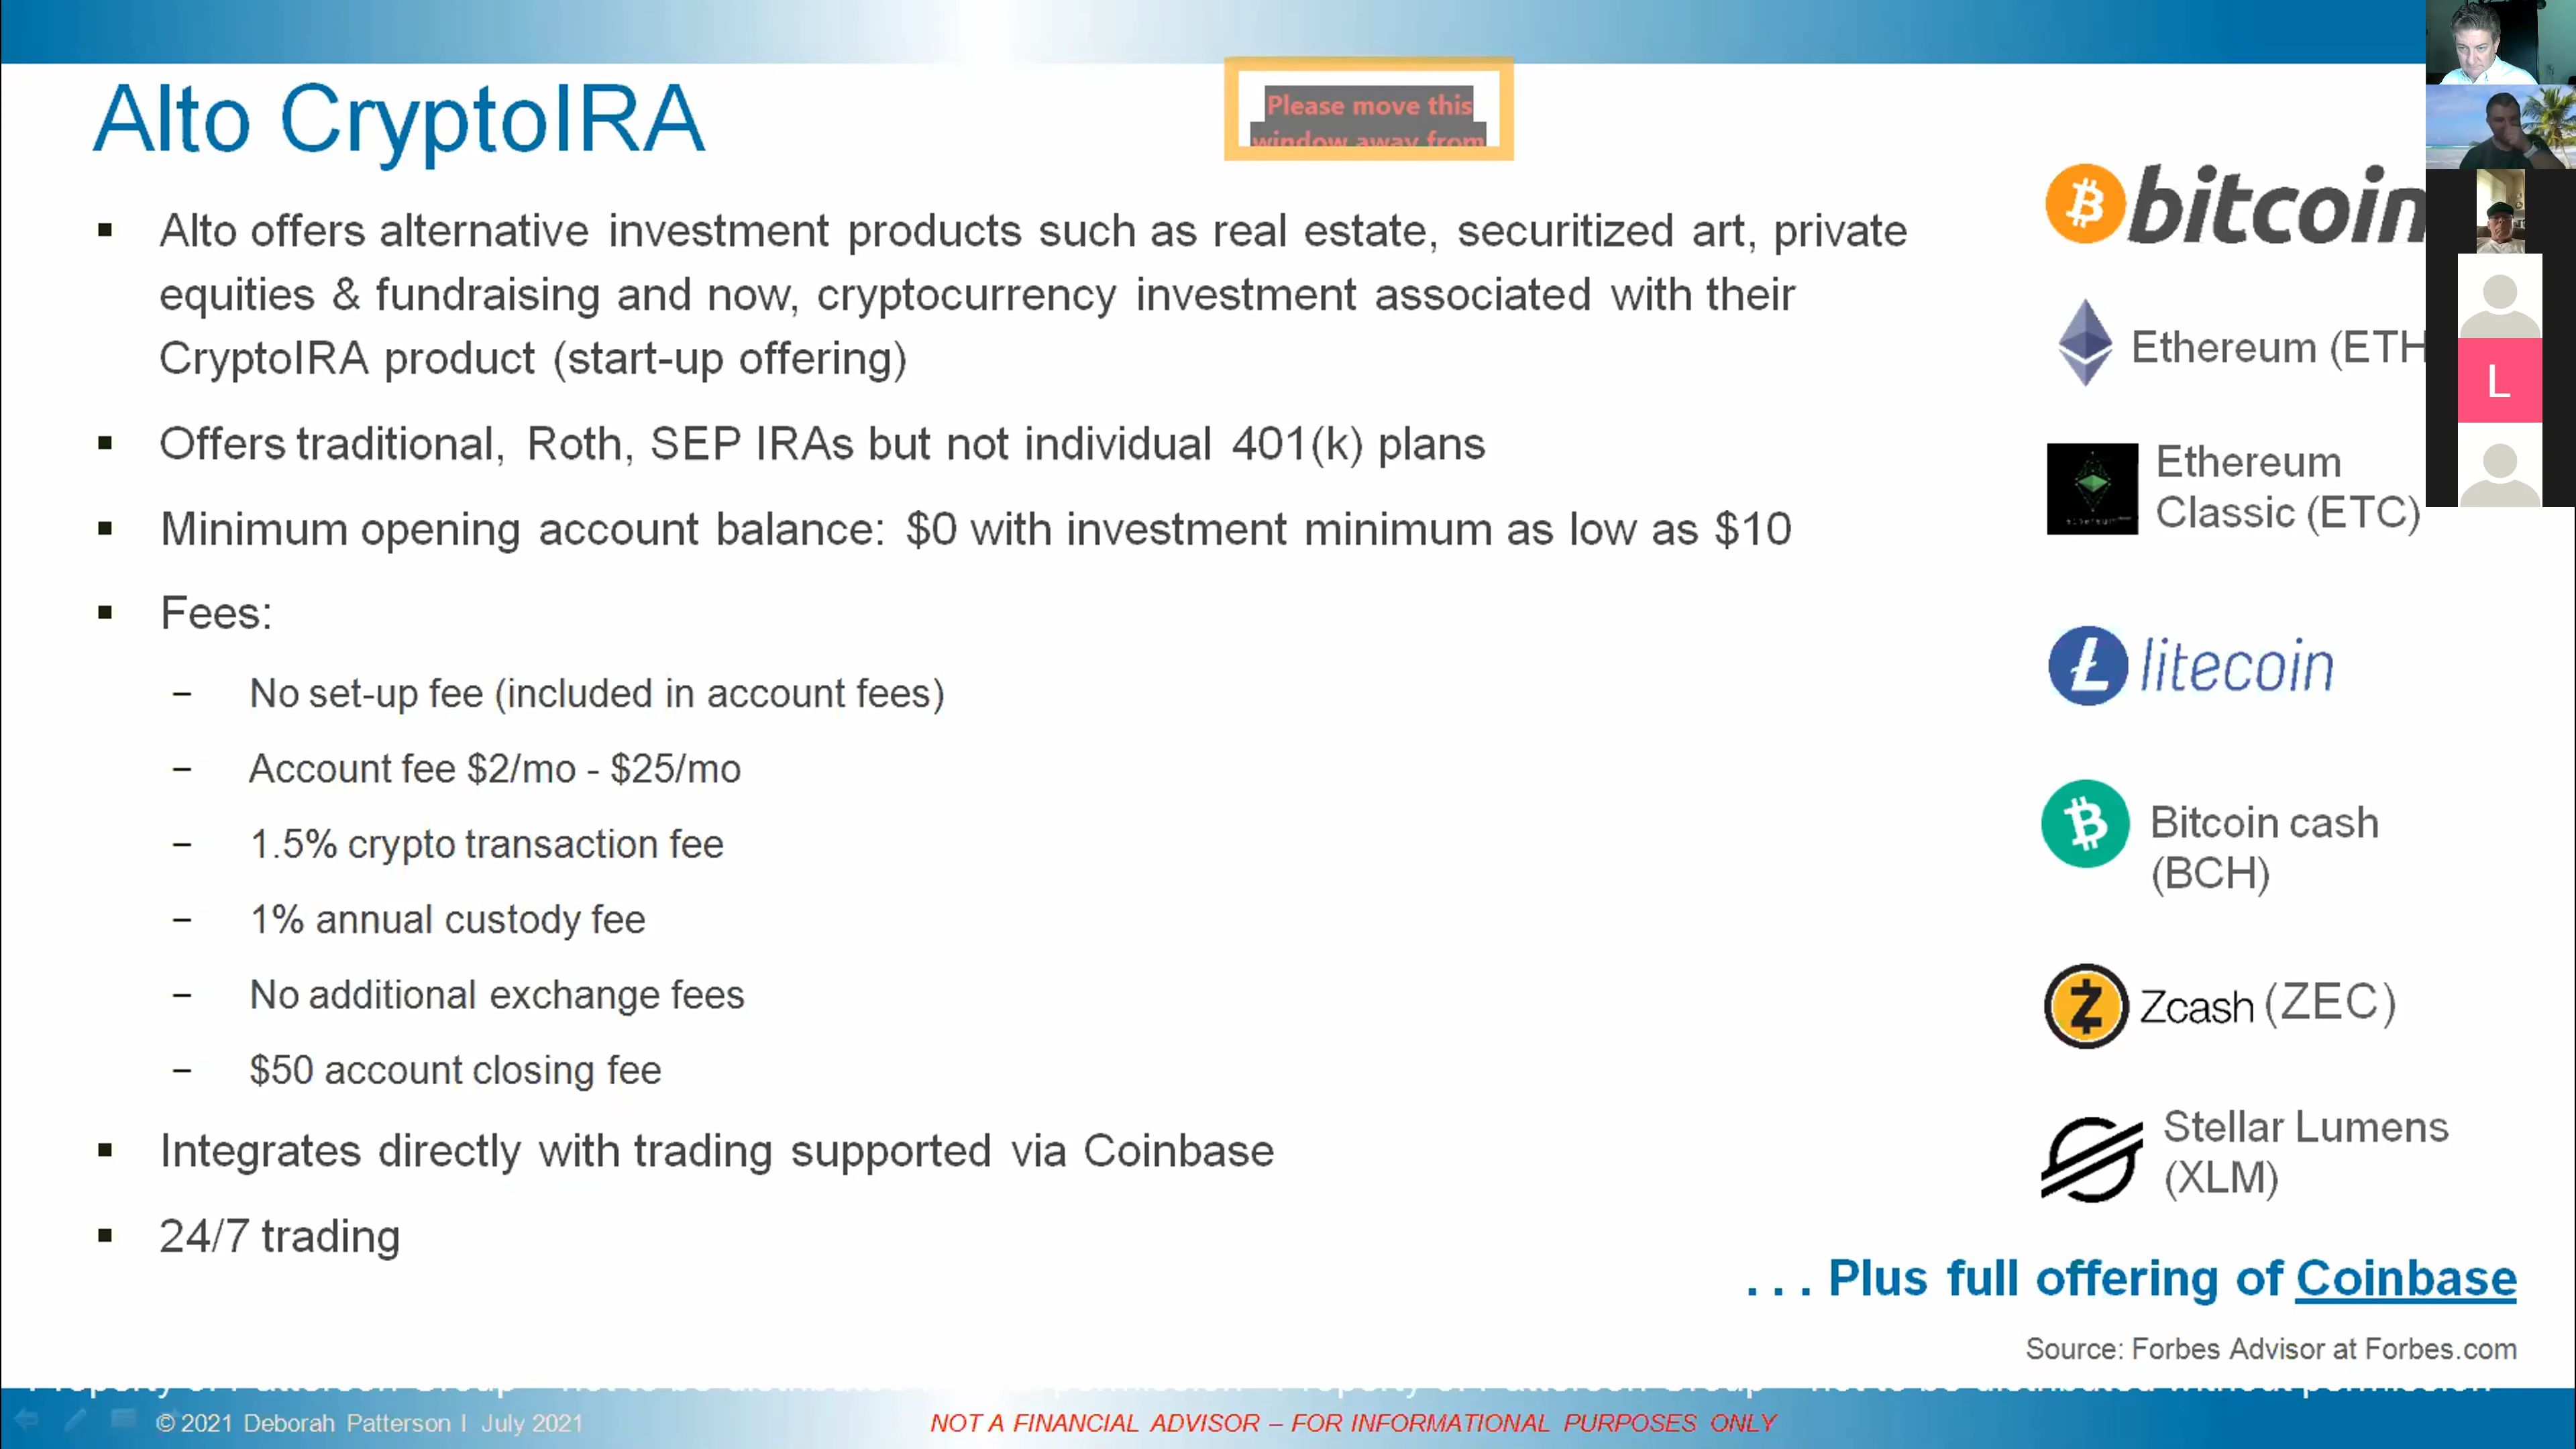 Alto CryptoIRA
Please move this
window away from
▪ Alto offers alternative investment products such as real estate, securitized art, private
equities & fundraising and now, cryptocurrency investment associated with their
CryptoIRA product (start-up offering)
▪ Offers traditional, Roth, SEP IRAs but not individual 401(k) plans
▪ Minimum opening account balance: $0 with investment minimum as low as $10
▪ Fees:
– No set-up fee (included in account fees)
– Account fee $2/mo - $25/mo
– 1.5% crypto transaction fee
– 1% annual custody fee
– No additional exchange fees
– $50 account closing fee
▪ Integrates directly with trading supported via Coinbase
▪ 24/7 trading
bitcoin
Ethereum (ETH
Ethereum
Classic (ETC)
litecoin
Bitcoin cash
(BCH)
Zcash (ZEC)
Stellar Lumens
(XLM)
. . . Plus full offering of Coinbase
Source: Forbes Advisor at Forbes.com
L
© 2021 Deborah Patterson I July 2021
NOT A FINANCIAL ADVISOR – FOR INFORMATIONAL PURPOSES ONLY